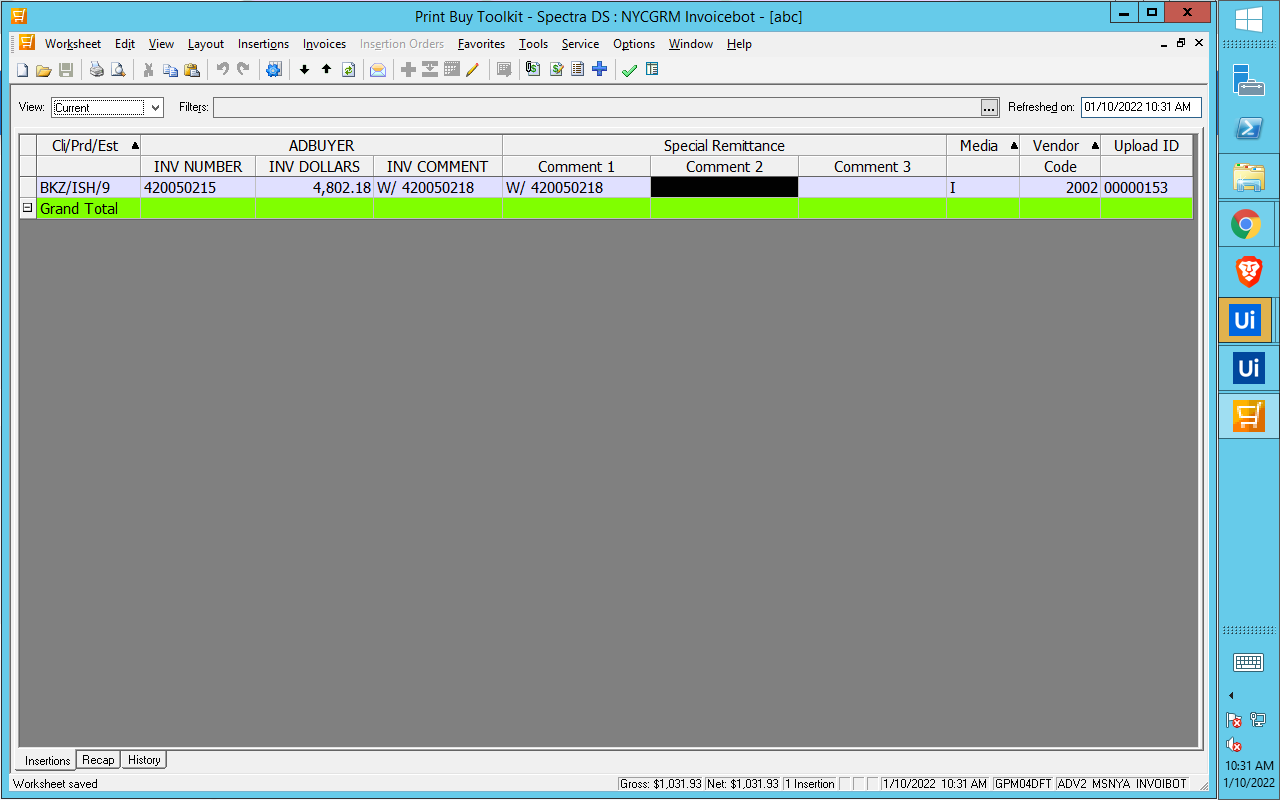 Print Buy Toolkit - Spectra DS : NYCGRM Invoicebot - [abc]
Worksheet Edit View Layout Insertions Invoices Insertion Orders Favorites Tools Service Options Window Help
View: Current Filters: ... Refreshed on: 01/10/2022 10:31 AM
Cli/Prd/Est ADBUYER Special Remittance Media Vendor Upload ID
INV NUMBER INV DOLLARS INV COMMENT Comment 1 Comment 2 Comment 3 Code
BKZ/ISH/9 420050215 4,802.18 W/ 420050218 W/ 420050218 I 2002 00000153
Grand Total
Ui
Ui
Insertions Recap History
Worksheet saved Gross: $1,031.93 Net: $1,031.93 1 Insertion 1/10/2022 10:31 AM GPM04DFT ADV2 MSNYA INVOIBOT
10:31 AM
1/10/2022